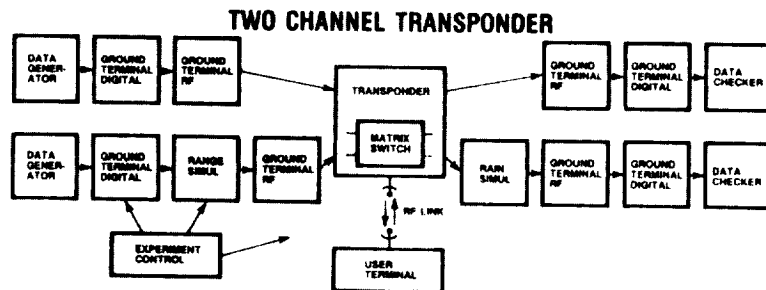 TWO CHANNEL TRANSPONDER
DATA
GENER-
ATOR
GROUND
TERMINAL
DIGITAL
GROUND
TERMINAL
RF
TRANSPONDER
MATRIX
SWITCH
GROUND
TERMINAL
RF
GROUND
TERMINAL
DIGITAL
DATA
CHECKER
DATA
GENER-
ATOR
GROUND
TERMINAL
DIGITAL
RANGE
SIMUL
GROUND
TERMINAL
RF
RAIN
SIMUL
GROUND
TERMINAL
RF
GROUND
TERMINAL
DIGITAL
DATA
CHECKER
RF LINK
EXPERIMENT
CONTROL
USER
TERMINAL